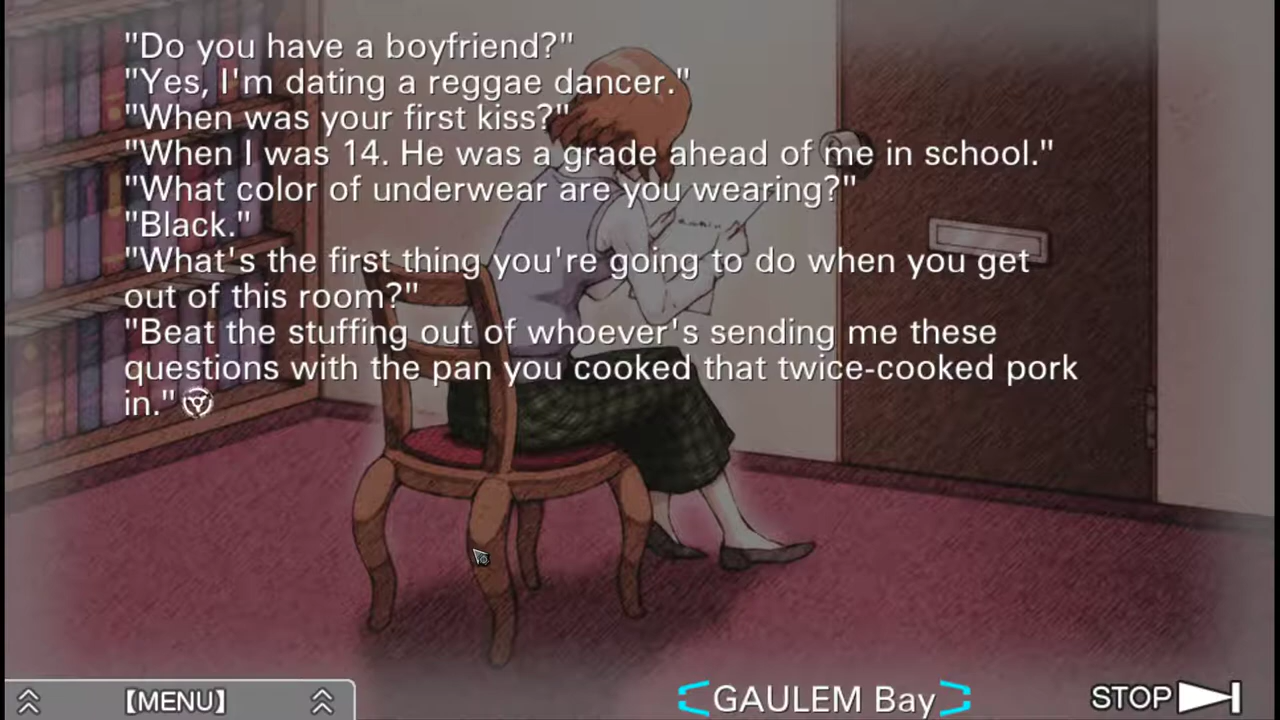 "Do you have a boyfriend?"
"Yes, I'm dating a reggae dancer."
"When was your first kiss?"
"When I was 14. He was a grade ahead of me in school."
"What color of underwear are you wearing?"
"Black."
"What's the first thing you're going to do when you get
out of this room?"
"Beat the stuffing out of whoever's sending me these
questions with the pan you cooked that twice-cooked pork
in."
【MENU】
GAULEM Bay
STOP